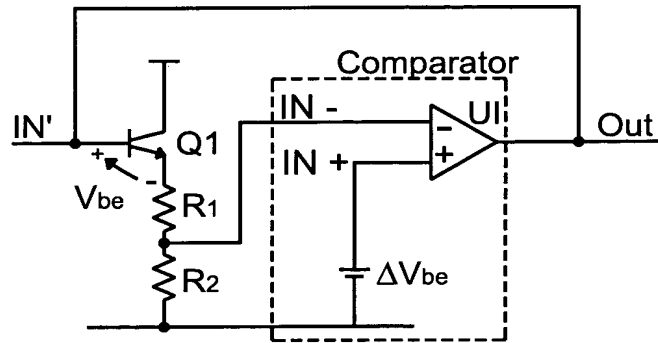 Comparator
IN'
+
Vbe
-
Q1
R1
R2
IN -
IN +
UI
-
+
ΔVbe
Out